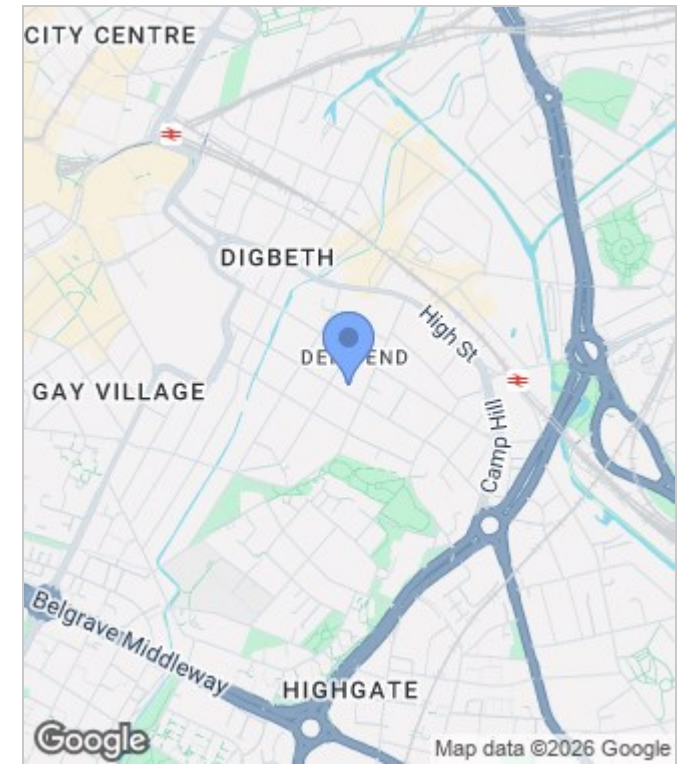 CITY CENTRE
DIGBETH
High St
GAY VILLAGE
Camp Hill
Belgrave Middleway
HIGHGATE
Google
Map data ©2026 Google